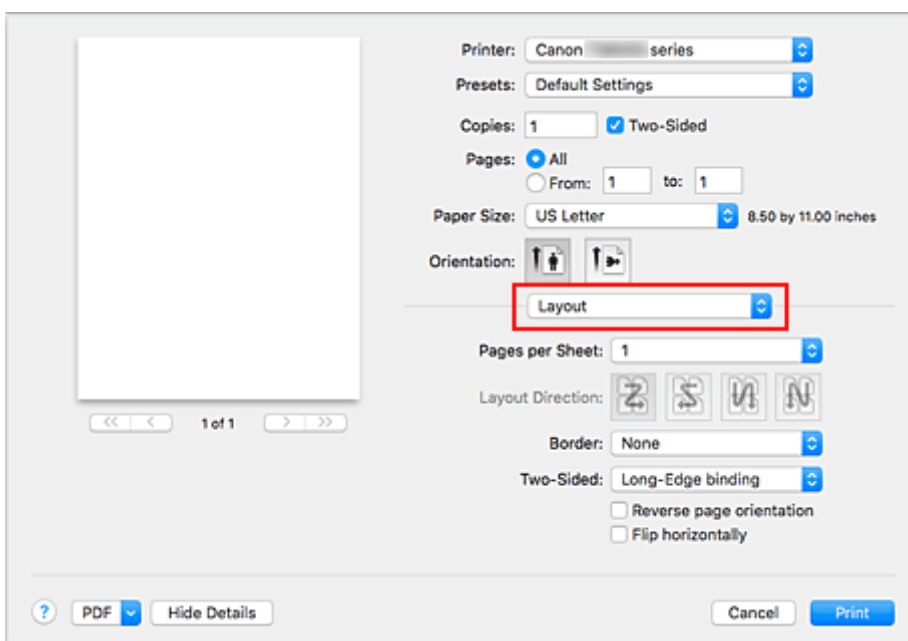 Printer: Canon series
Presets: Default Settings
Copies: 1 Two-Sided
Pages: All
From: 1 to: 1
Paper Size: US Letter 8.50 by 11.00 inches
Orientation:
Layout
Pages per Sheet: 1
Layout Direction:
Border: None
Two-Sided: Long-Edge binding
Reverse page orientation
Flip horizontally
<< < 1 of 1 > >>
? PDF Hide Details Cancel Print